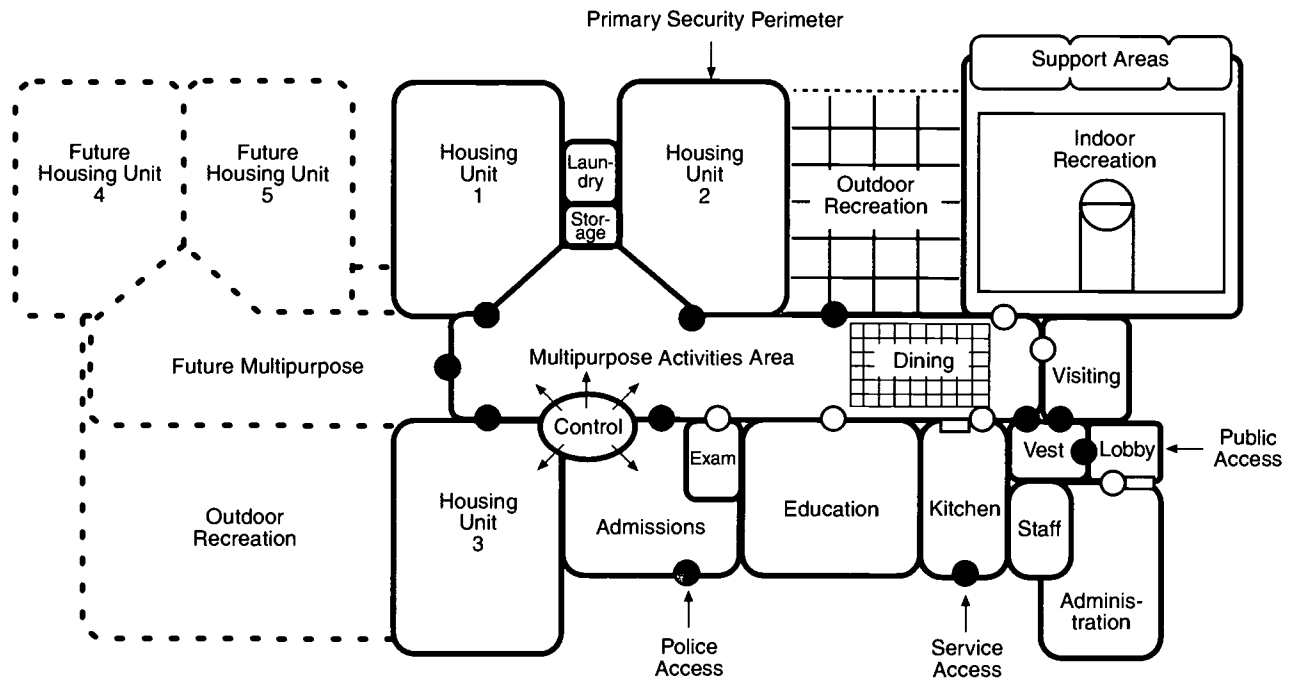 Primary Security Perimeter
Support Areas
Future
Housing Unit
4
Future
Housing Unit
5
Housing
Unit
1
Laun-
dry
Stor-
age
Housing
Unit
2
Outdoor
Recreation
Indoor
Recreation
Future Multipurpose
Multipurpose Activities Area
Dining
Visiting
Control
Exam
Vest
Lobby
Public
Access
Outdoor
Recreation
Housing
Unit
3
Admissions
Education
Kitchen
Staff
Adminis-
tration
Police
Access
Service
Access